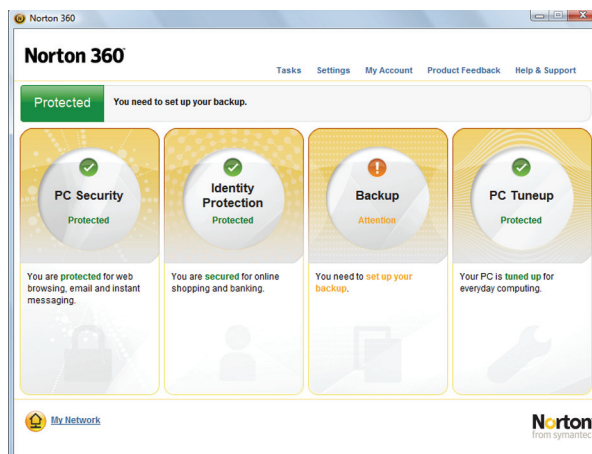 Norton 360
Norton 360
Tasks Settings My Account Product Feedback Help & Support
Protected You need to set up your backup.
PC Security
Protected
Identity
Protection
Protected
Backup
Attention
PC Tuneup
Protected
You are protected for web
browsing, email and instant
messaging.
You are secured for online
shopping and banking.
You need to set up your
backup.
Your PC is tuned up for
everyday computing.
My Network
Norton
from symantec